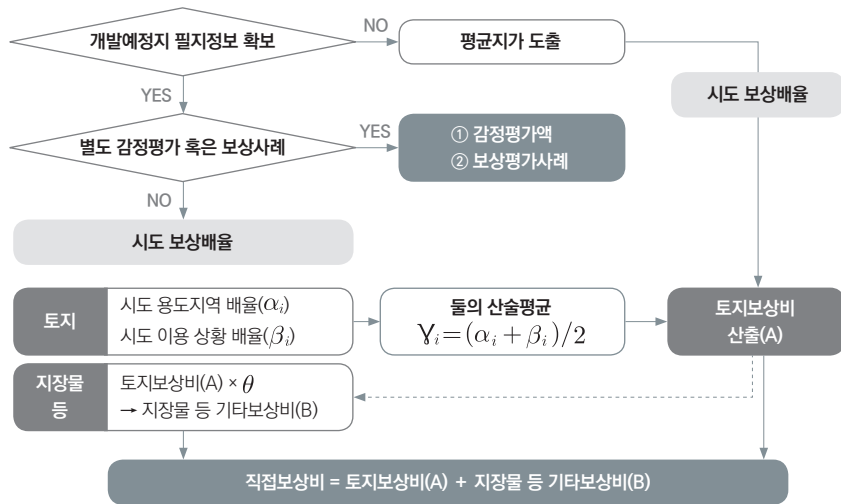 개발예정지 필지정보 확보
NO
평균지가 도출
시도 보상배율
YES
별도 감정평가 혹은 보상사례
YES
① 감정평가액
② 보상평가사례
NO
시도 보상배율
토지
시도 용도지역 배율(αᵢ)
시도 이용 상황 배율(βᵢ)
둘의 산술평균
γᵢ=(αᵢ + βᵢ)/2
토지보상비
산출(A)
지장물
등
토지보상비(A) × θ
→ 지장물 등 기타보상비(B)
직접보상비 = 토지보상비(A) + 지장물 등 기타보상비(B)